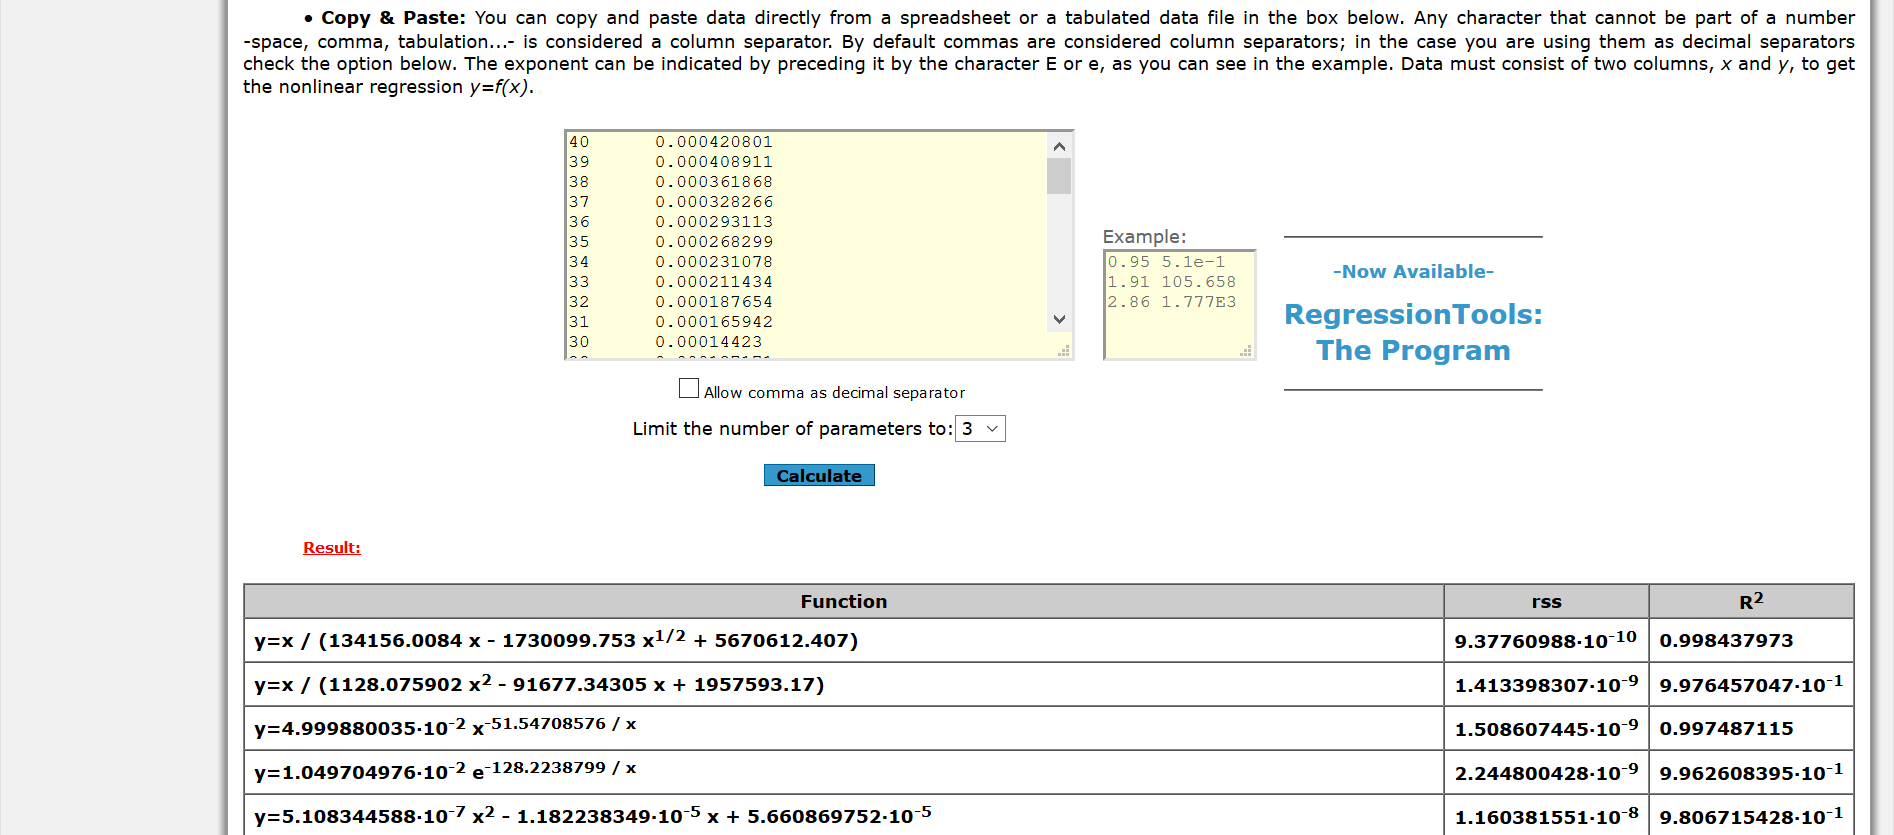 • Copy & Paste: You can copy and paste data directly from a spreadsheet or a tabulated data file in the box below. Any character that cannot be part of a number
-space, comma, tabulation...- is considered a column separator. By default commas are considered column separators; in the case you are using them as decimal separators
check the option below. The exponent can be indicated by preceding it by the character E or e, as you can see in the example. Data must consist of two columns, x and y, to get
the nonlinear regression y=f(x).
40 0.000420801
39 0.000408911
38 0.000361868
37 0.000328266
36 0.000293113
35 0.000268299
34 0.000231078
33 0.000211434
32 0.000187654
31 0.000165942
30 0.00014423
Example:
0.95 5.1e-1
1.91 105.658
2.86 1.777E3
-Now Available-
RegressionTools:
The Program
Allow comma as decimal separator
Limit the number of parameters to: 3
Calculate
Result:
Function rss R²
y=x / (134156.0084 x - 1730099.753 x^1/2 + 5670612.407) 9.37760988·10^-10 0.998437973
y=x / (1128.075902 x² - 91677.34305 x + 1957593.17) 1.413398307·10^-9 9.976457047·10^-1
y=4.999880035·10^-2 x^-51.54708576 / x 1.508607445·10^-9 0.997487115
y=1.049704976·10^-2 e^-128.2238799 / x 2.244800428·10^-9 9.962608395·10^-1
y=5.108344588·10^-7 x² - 1.182238349·10^-5 x + 5.660869752·10^-5 1.160381551·10^-8 9.806715428·10^-1